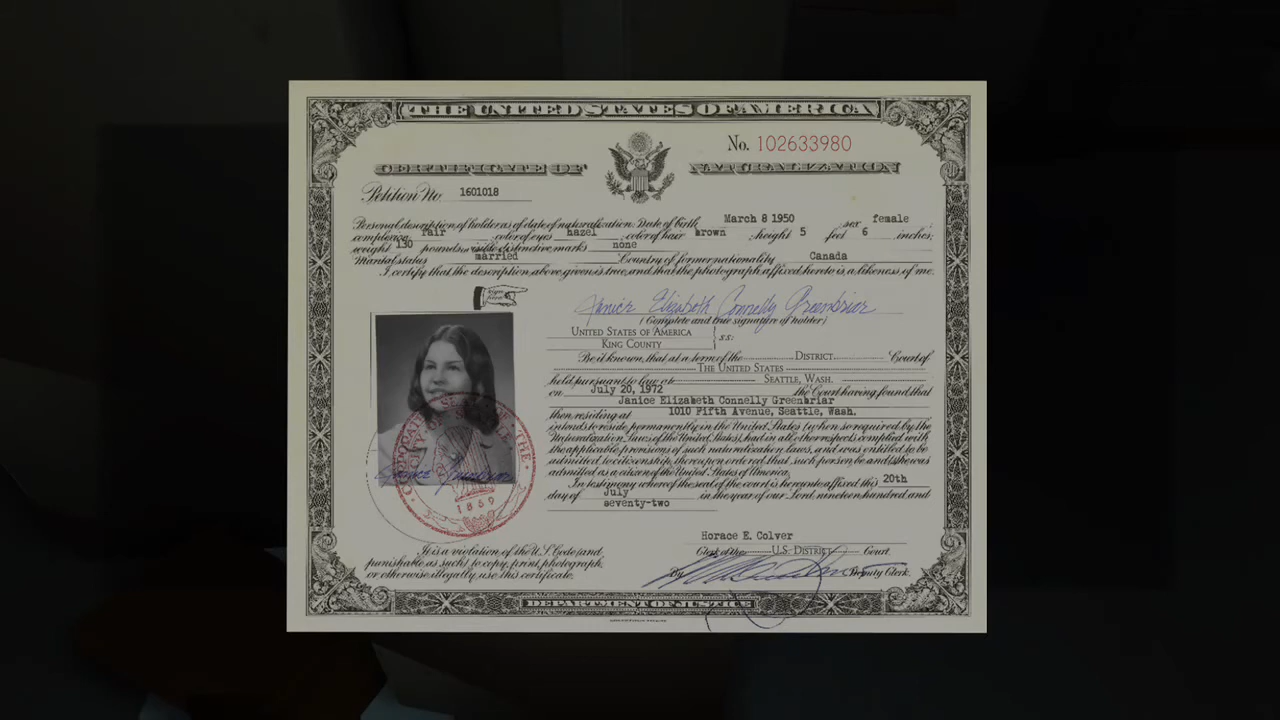 THE UNITED STATES OF AMERICA
No. 102633980
CERTIFICATE OF NATURALIZATION
Petition No 1601018
Personal description of holder as of date of naturalization: Date of birth March 8 1950 sex female
complexion fair color of eyes hazel color of hair brown height 5 feet 6 inches;
weight 130 pounds, visible distinctive marks none
Marital status married Country of former nationality Canada
I certify that the description above given is true, and that the photograph affixed hereto is a likeness of me.
sign here
Janice Elizabeth Connelly Greenbrier
(Complete and true signature of holder)
UNITED STATES OF AMERICA
KING COUNTY } ss:
Be it known, that at a term of the DISTRICT Court of
THE UNITED STATES
held pursuant to law at SEATTLE, WASH.
on July 20, 1972 the Court having found that
Janice Elizabeth Connelly Greenbriar
then residing at 1010 Fifth Avenue, Seattle, Wash.
intends to reside permanently in the United States (when so required by the
Naturalization Laws of the United States), had in all other respects complied with
the applicable provisions of such naturalization laws, and was entitled to be
admitted to citizenship, thereupon ordered that such person be and (s)he was
admitted as a citizen of the United States of America.
In testimony whereof the seal of the court is hereunto affixed this 20th
day of July in the year of our Lord nineteen hundred and
seventy-two
CORPORATE SEAL OF THE
CITY OF SEATTLE
1869
Janice
Horace E. Colver
Clerk of the U.S. DISTRICT Court
By Deputy Clerk.
It is a violation of the U.S. Code (and
punishable as such) to copy, print, photograph,
or otherwise illegally use this certificate.
DEPARTMENT OF JUSTICE